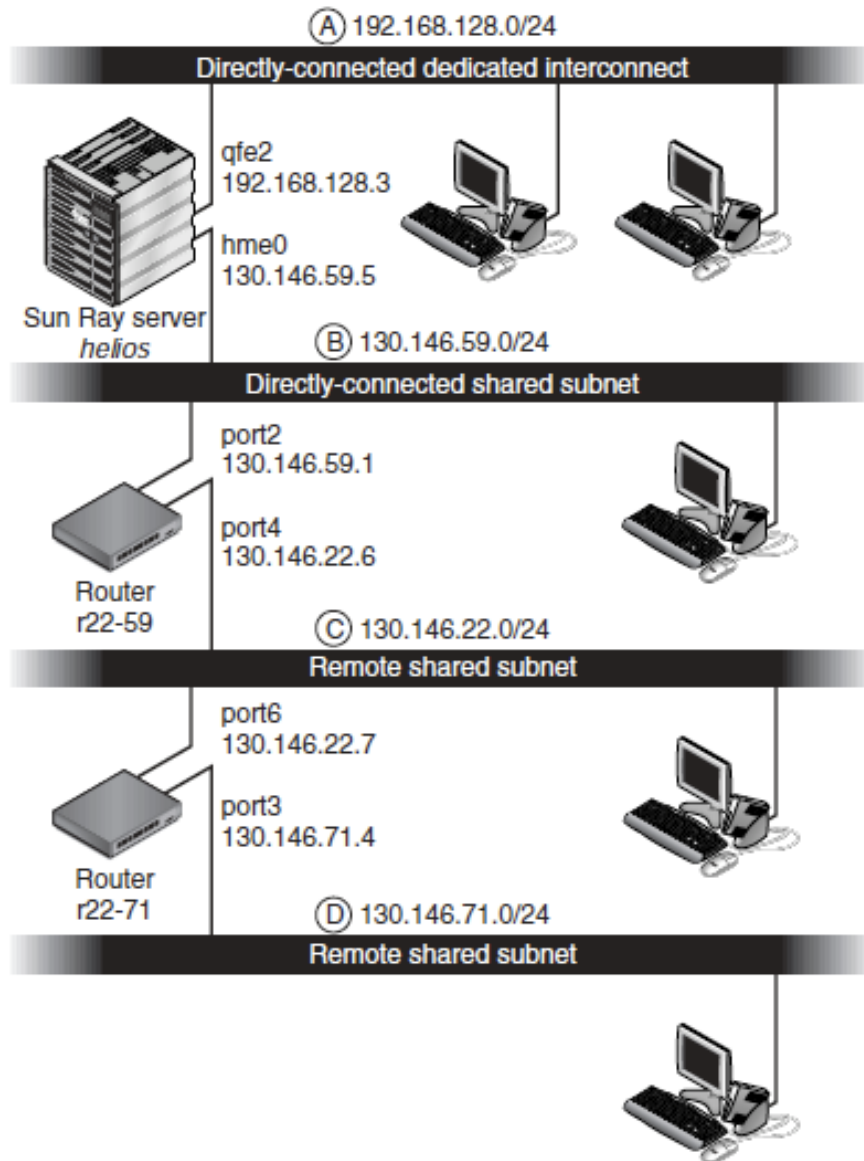 A 192.168.128.0/24
Directly-connected dedicated interconnect
qfe2
192.168.128.3
hme0
130.146.59.5
Sun Ray server
helios
B 130.146.59.0/24
Directly-connected shared subnet
port2
130.146.59.1
port4
130.146.22.6
Router
r22-59
C 130.146.22.0/24
Remote shared subnet
port6
130.146.22.7
port3
130.146.71.4
Router
r22-71
D 130.146.71.0/24
Remote shared subnet